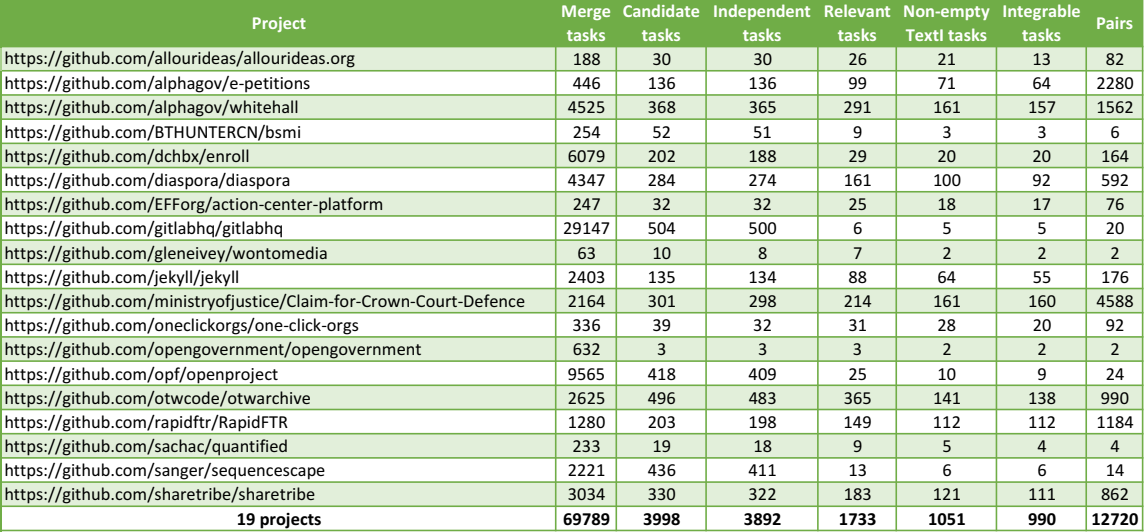 Project Merge tasks Candidate tasks Independent tasks Relevant tasks Non-empty TextI tasks Integrable tasks Pairs
https://github.com/allourideas/allourideas.org 188 30 30 26 21 13 82
https://github.com/alphagov/e-petitions 446 136 136 99 71 64 2280
https://github.com/alphagov/whitehall 4525 368 365 291 161 157 1562
https://github.com/BTHUNTERCN/bsmi 254 52 51 9 3 3 6
https://github.com/dchbx/enroll 6079 202 188 29 20 20 164
https://github.com/diaspora/diaspora 4347 284 274 161 100 92 592
https://github.com/EFForg/action-center-platform 247 32 32 25 18 17 76
https://github.com/gitlabhq/gitlabhq 29147 504 500 6 5 5 20
https://github.com/gleneivey/wontomedia 63 10 8 7 2 2 2
https://github.com/jekyll/jekyll 2403 135 134 88 64 55 176
https://github.com/ministryofjustice/Claim-for-Crown-Court-Defence 2164 301 298 214 161 160 4588
https://github.com/oneclickorgs/one-click-orgs 336 39 32 31 28 20 92
https://github.com/opengovernment/opengovernment 632 3 3 3 2 2 2
https://github.com/opf/openproject 9565 418 409 25 10 9 24
https://github.com/otwcode/otwarchive 2625 496 483 365 141 138 990
https://github.com/rapidftr/RapidFTR 1280 203 198 149 112 112 1184
https://github.com/sachac/quantified 233 19 18 9 5 4 4
https://github.com/sanger/sequencescape 2221 436 411 13 6 6 14
https://github.com/sharetribe/sharetribe 3034 330 322 183 121 111 862
19 projects 69789 3998 3892 1733 1051 990 12720